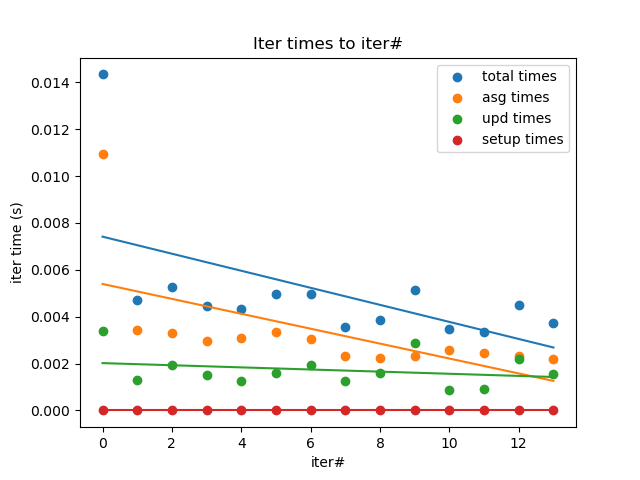 Iter times to iter#
total times
asg times
upd times
setup times
iter time (s)
0.014
0.012
0.010
0.008
0.006
0.004
0.002
0.000
0 2 4 6 8 10 12
iter#